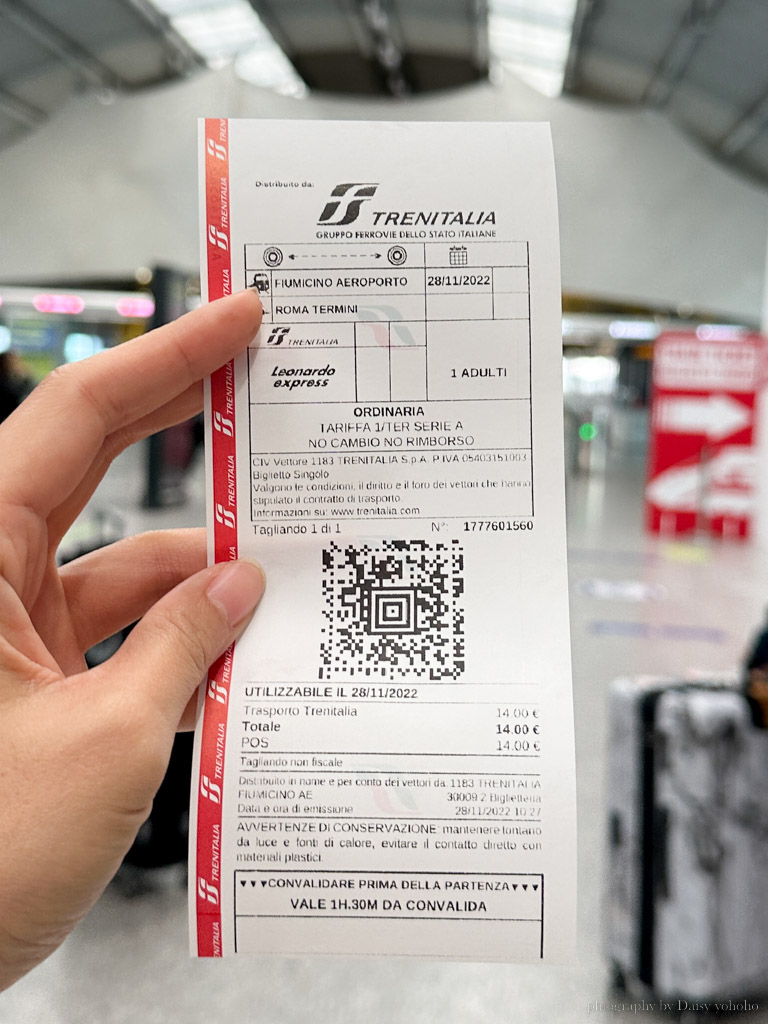 Distribuito da:
TRENITALIA
GRUPPO FERROVIE DELLO STATO ITALIANE
FIUMICINO AEROPORTO 28/11/2022
ROMA TERMINI
TRENITALIA
Leonardo
express
1 ADULTI
ORDINARIA
TARIFFA 1/TER SERIE A
NO CAMBIO NO RIMBORSO
CIV Vettore 1183 TRENITALIA S.p.A. P.IVA 05403151003
Biglietto Singolo
Valgono le condizioni, il diritto e il foro dei vettori che hanno
stipulato il contratto di trasporto.
Informazioni su: www.trenitalia.com
Tagliando 1 di 1 N°: 1777601560
UTILIZZABILE IL 28/11/2022
Trasporto Trenitalia 14.00 €
Totale 14.00 €
POS 14.00 €
Tagliando non fiscale
Distribuito in nome e per conto dei vettori da: 1183 TRENITALIA
FIUMICINO AE 30009 2 Biglietteria
Data e ora di emissione 28/11/2022 10:27
AVVERTENZE DI CONSERVAZIONE: mantenere lontano
da luce e fonti di calore, evitare il contatto diretto con
materiali plastici.
▼▼▼CONVALIDARE PRIMA DELLA PARTENZA▼▼▼
VALE 1H.30M DA CONVALIDA
TRENITALIA
TRENITALIA
TRENITALIA
TRENITALIA
TRENITALIA
TRENITALIA
TRENITALIA
TRENITALIA
photography by Daisy yohoho